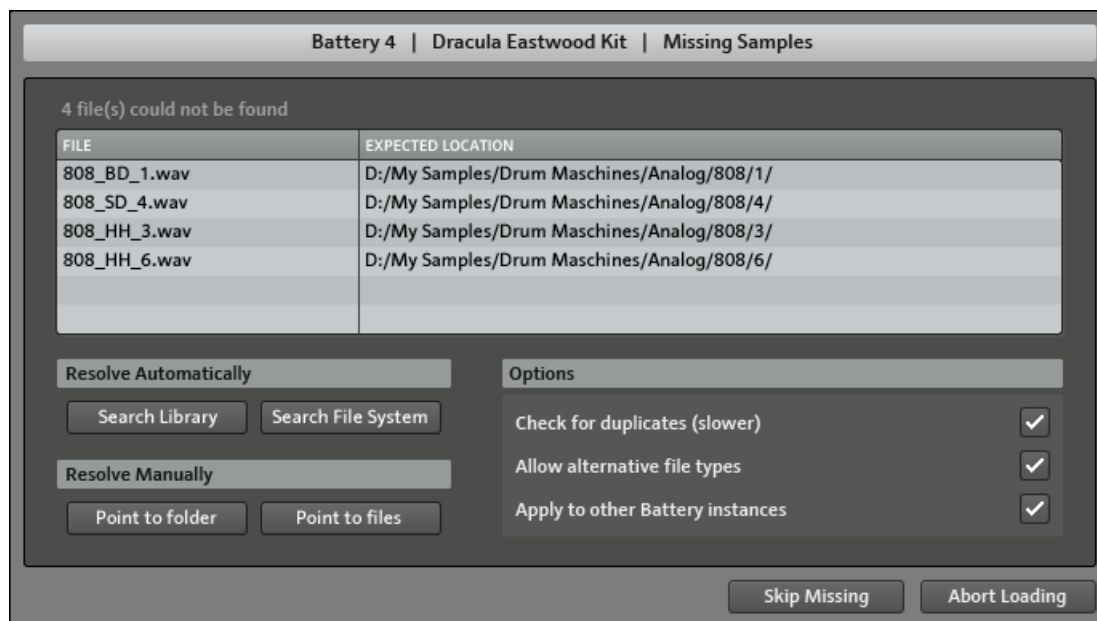 Battery 4 | Dracula Eastwood Kit | Missing Samples
4 file(s) could not be found
FILE EXPECTED LOCATION
808_BD_1.wav D:/My Samples/Drum Maschines/Analog/808/1/
808_SD_4.wav D:/My Samples/Drum Maschines/Analog/808/4/
808_HH_3.wav D:/My Samples/Drum Maschines/Analog/808/3/
808_HH_6.wav D:/My Samples/Drum Maschines/Analog/808/6/
Resolve Automatically
Search Library Search File System
Resolve Manually
Point to folder Point to files
Options
Check for duplicates (slower)
Allow alternative file types
Apply to other Battery instances
Skip Missing Abort Loading